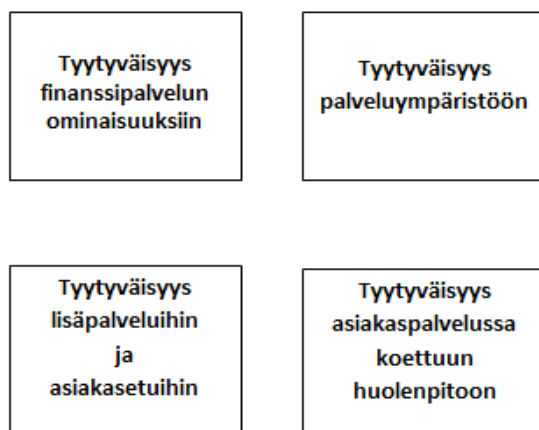 Tyytyväisyys
finanssipalvelun
ominaisuuksiin
Tyytyväisyys
palveluympäristöön
Tyytyväisyys
lisäpalveluihin
ja
asiakasetuihin
Tyytyväisyys
asiakaspalvelussa
koettuun
huolenpitoon